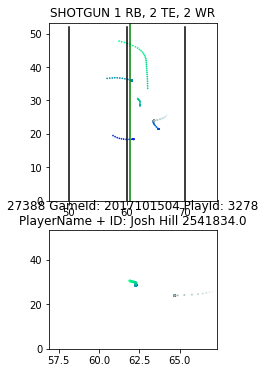 SHOTGUN 1 RB, 2 TE, 2 WR
50
40
30
20
10
0
50 60 70
27388 GameId: 2017101504 PlayId: 3278
PlayerName + ID: Josh Hill 2541834.0
40
20
0
57.5 60.0 62.5 65.0